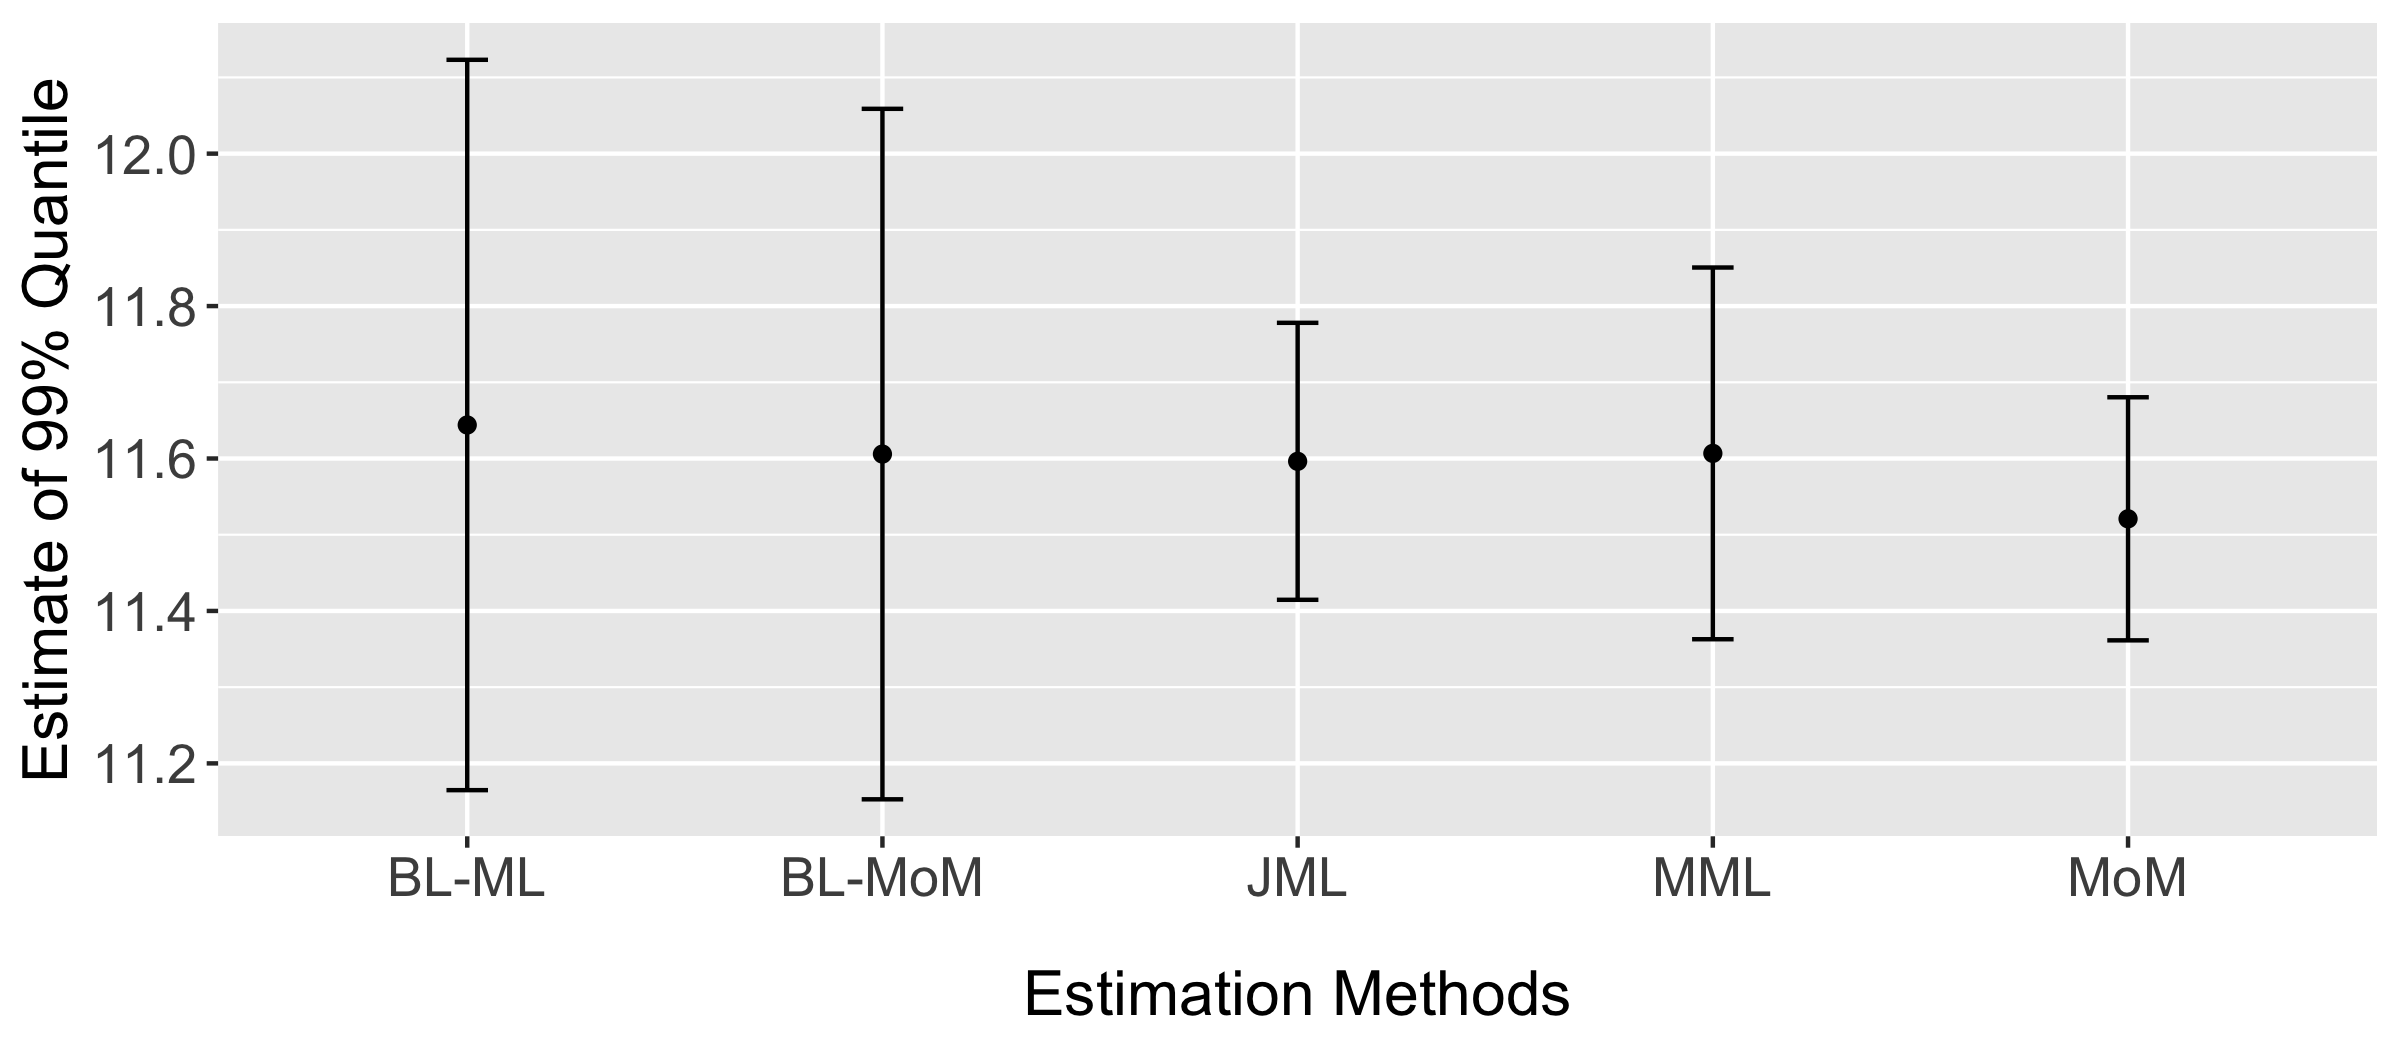 Estimate of 99% Quantile
12.0
11.8
11.6
11.4
11.2
BL-ML BL-MoM JML MML MoM
Estimation Methods